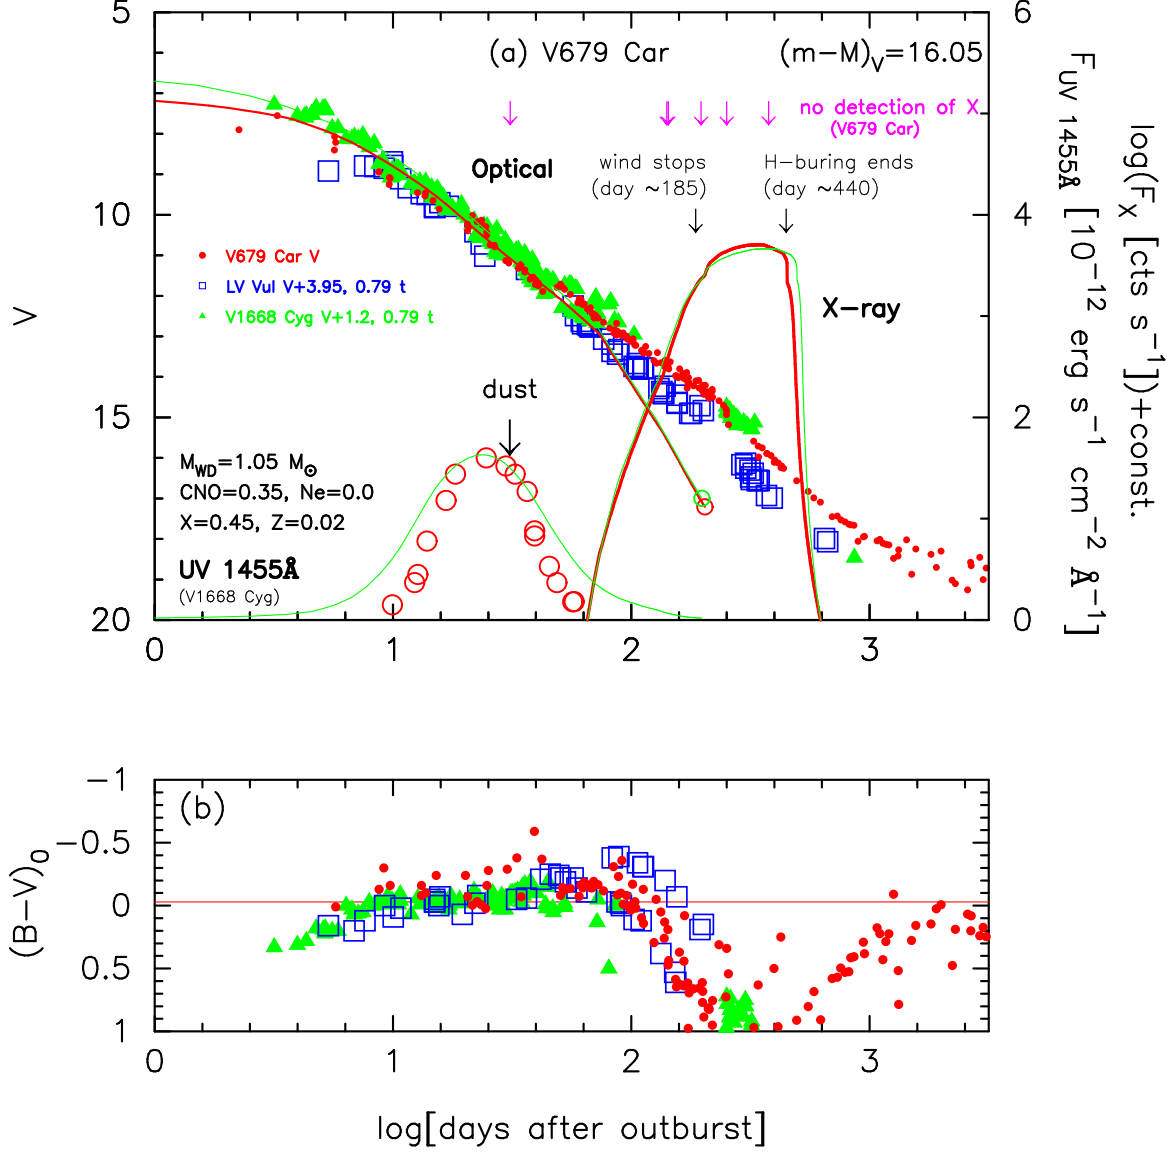 (a) V679 Car
(m−M)V=16.05
no detection of X
(V679 Car)
Optical
wind stops
(day ~185)
H−buring ends
(day ~440)
V679 Car V
LV Vul V+3.95, 0.79 t
V1668 Cyg V+1.2, 0.79 t
X−ray
dust
MWD=1.05 M⊙
CNO=0.35, Ne=0.0
X=0.45, Z=0.02
UV 1455Å
(V1668 Cyg)
V
5
10
15
20
0
1
2
3
6
4
2
0
FUV 1455Å [10−12 erg s−1 cm−2 Å−1]
log(FX [cts s−1])+const.
(b)
(B−V)0
−1
−0.5
0
0.5
1
0
1
2
3
log[days after outburst]